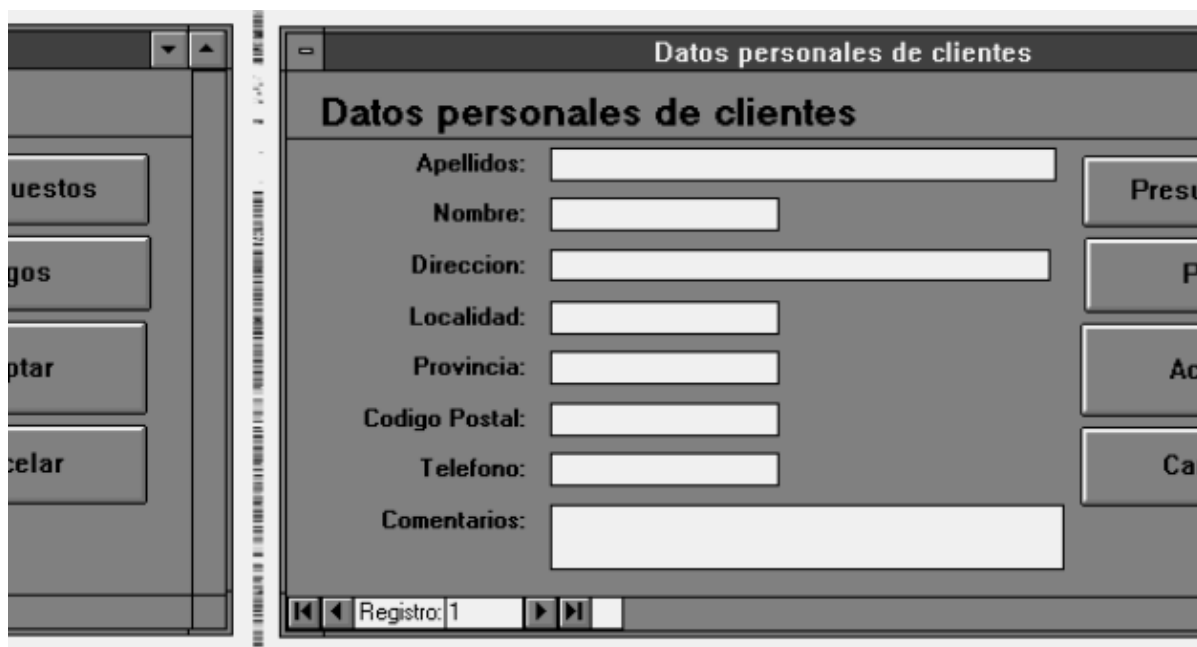 uestos
gos
ptar
celar
Datos personales de clientes
Datos personales de clientes
Apellidos:
Nombre:
Direccion:
Localidad:
Provincia:
Codigo Postal:
Telefono:
Comentarios:
Presu
P
Ac
Ca
Registro: 1